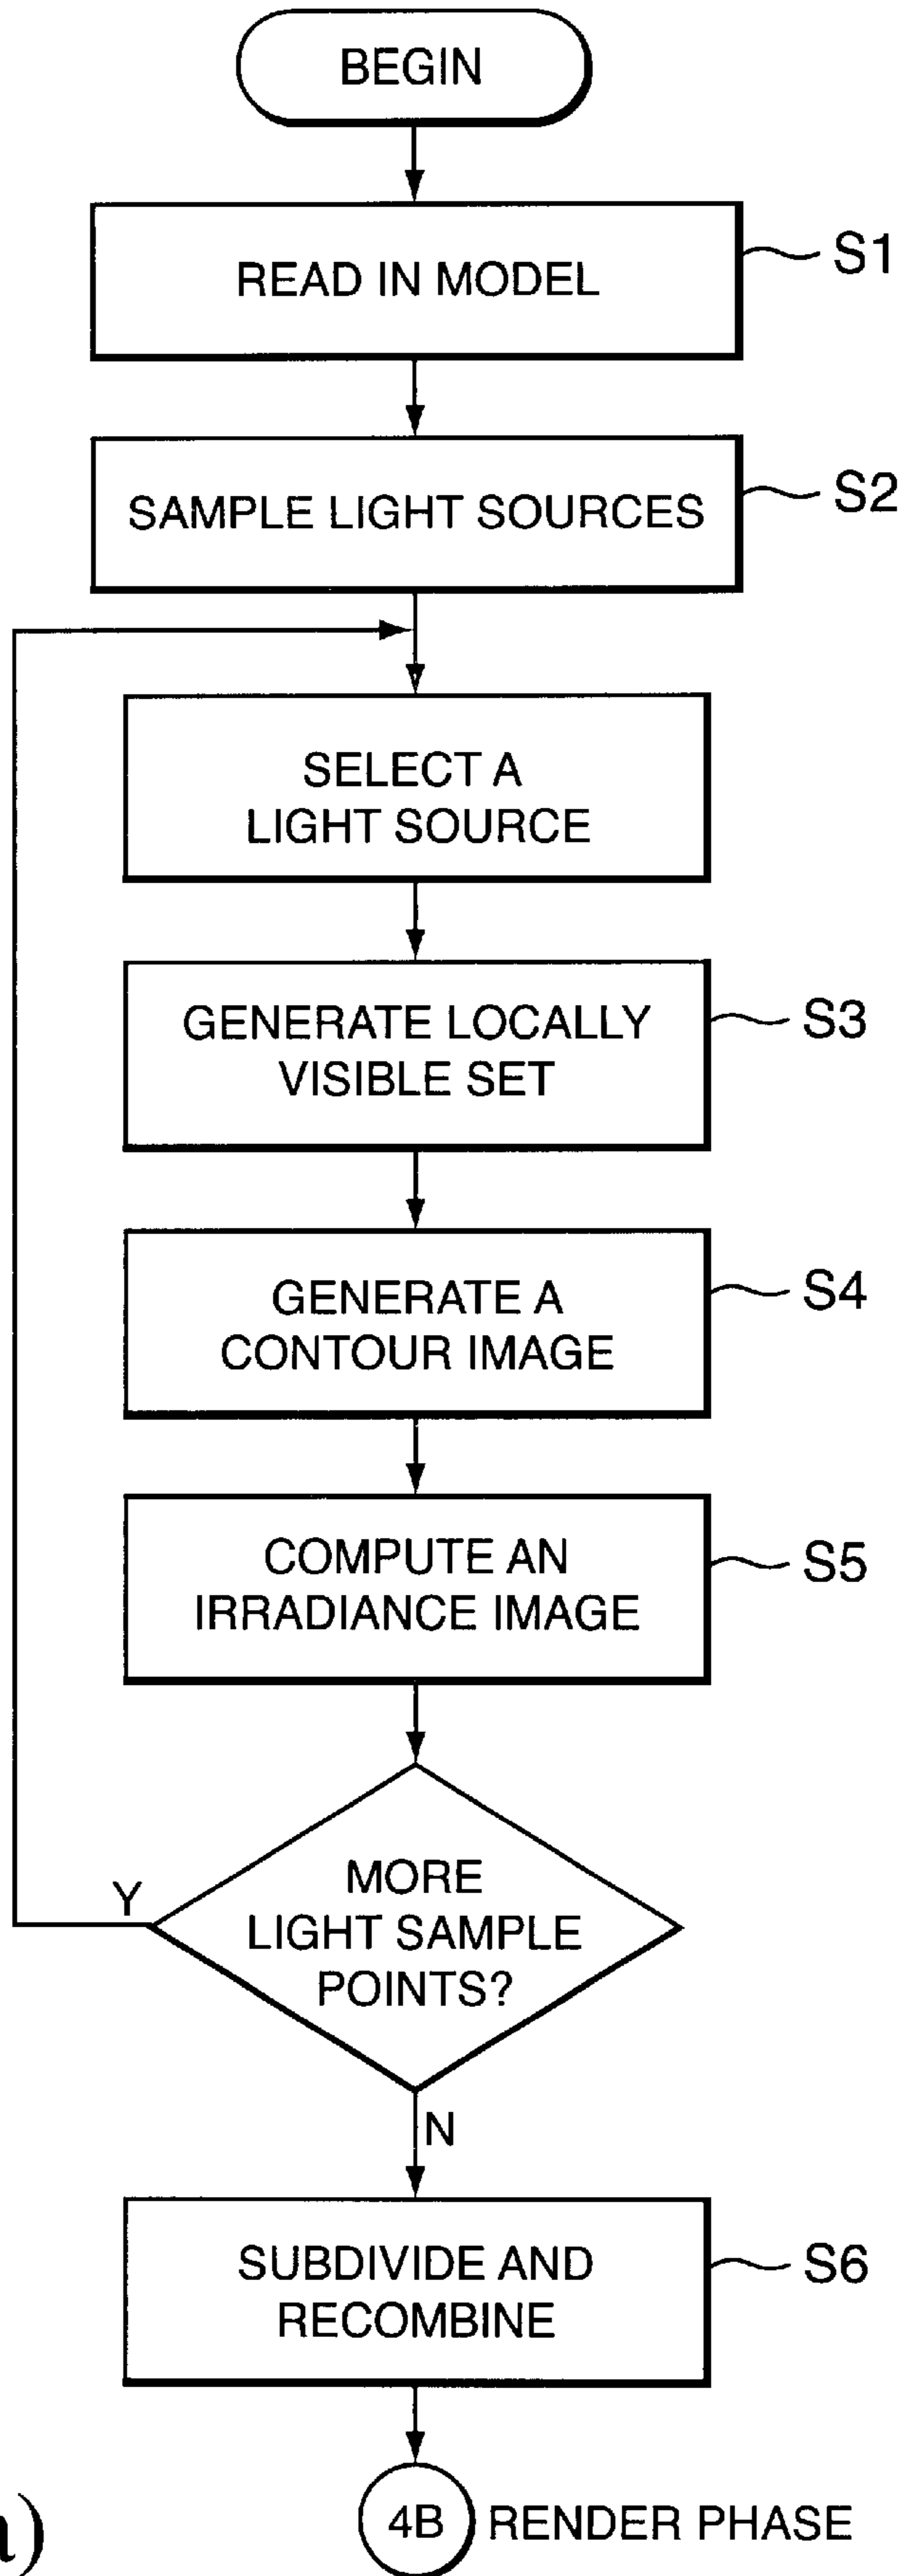 BEGIN
READ IN MODEL
S1
SAMPLE LIGHT SOURCES
S2
SELECT A
LIGHT SOURCE
GENERATE LOCALLY
VISIBLE SET
S3
GENERATE A
CONTOUR IMAGE
S4
COMPUTE AN
IRRADIANCE IMAGE
S5
MORE
LIGHT SAMPLE
POINTS?
Y
N
SUBDIVIDE AND
RECOMBINE
S6
4B
RENDER PHASE